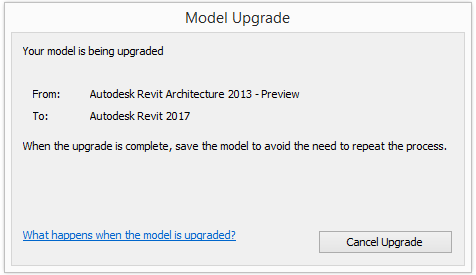 Model Upgrade
Your model is being upgraded
From: Autodesk Revit Architecture 2013 - Preview
To: Autodesk Revit 2017
When the upgrade is complete, save the model to avoid the need to repeat the process.
What happens when the model is upgraded?
Cancel Upgrade